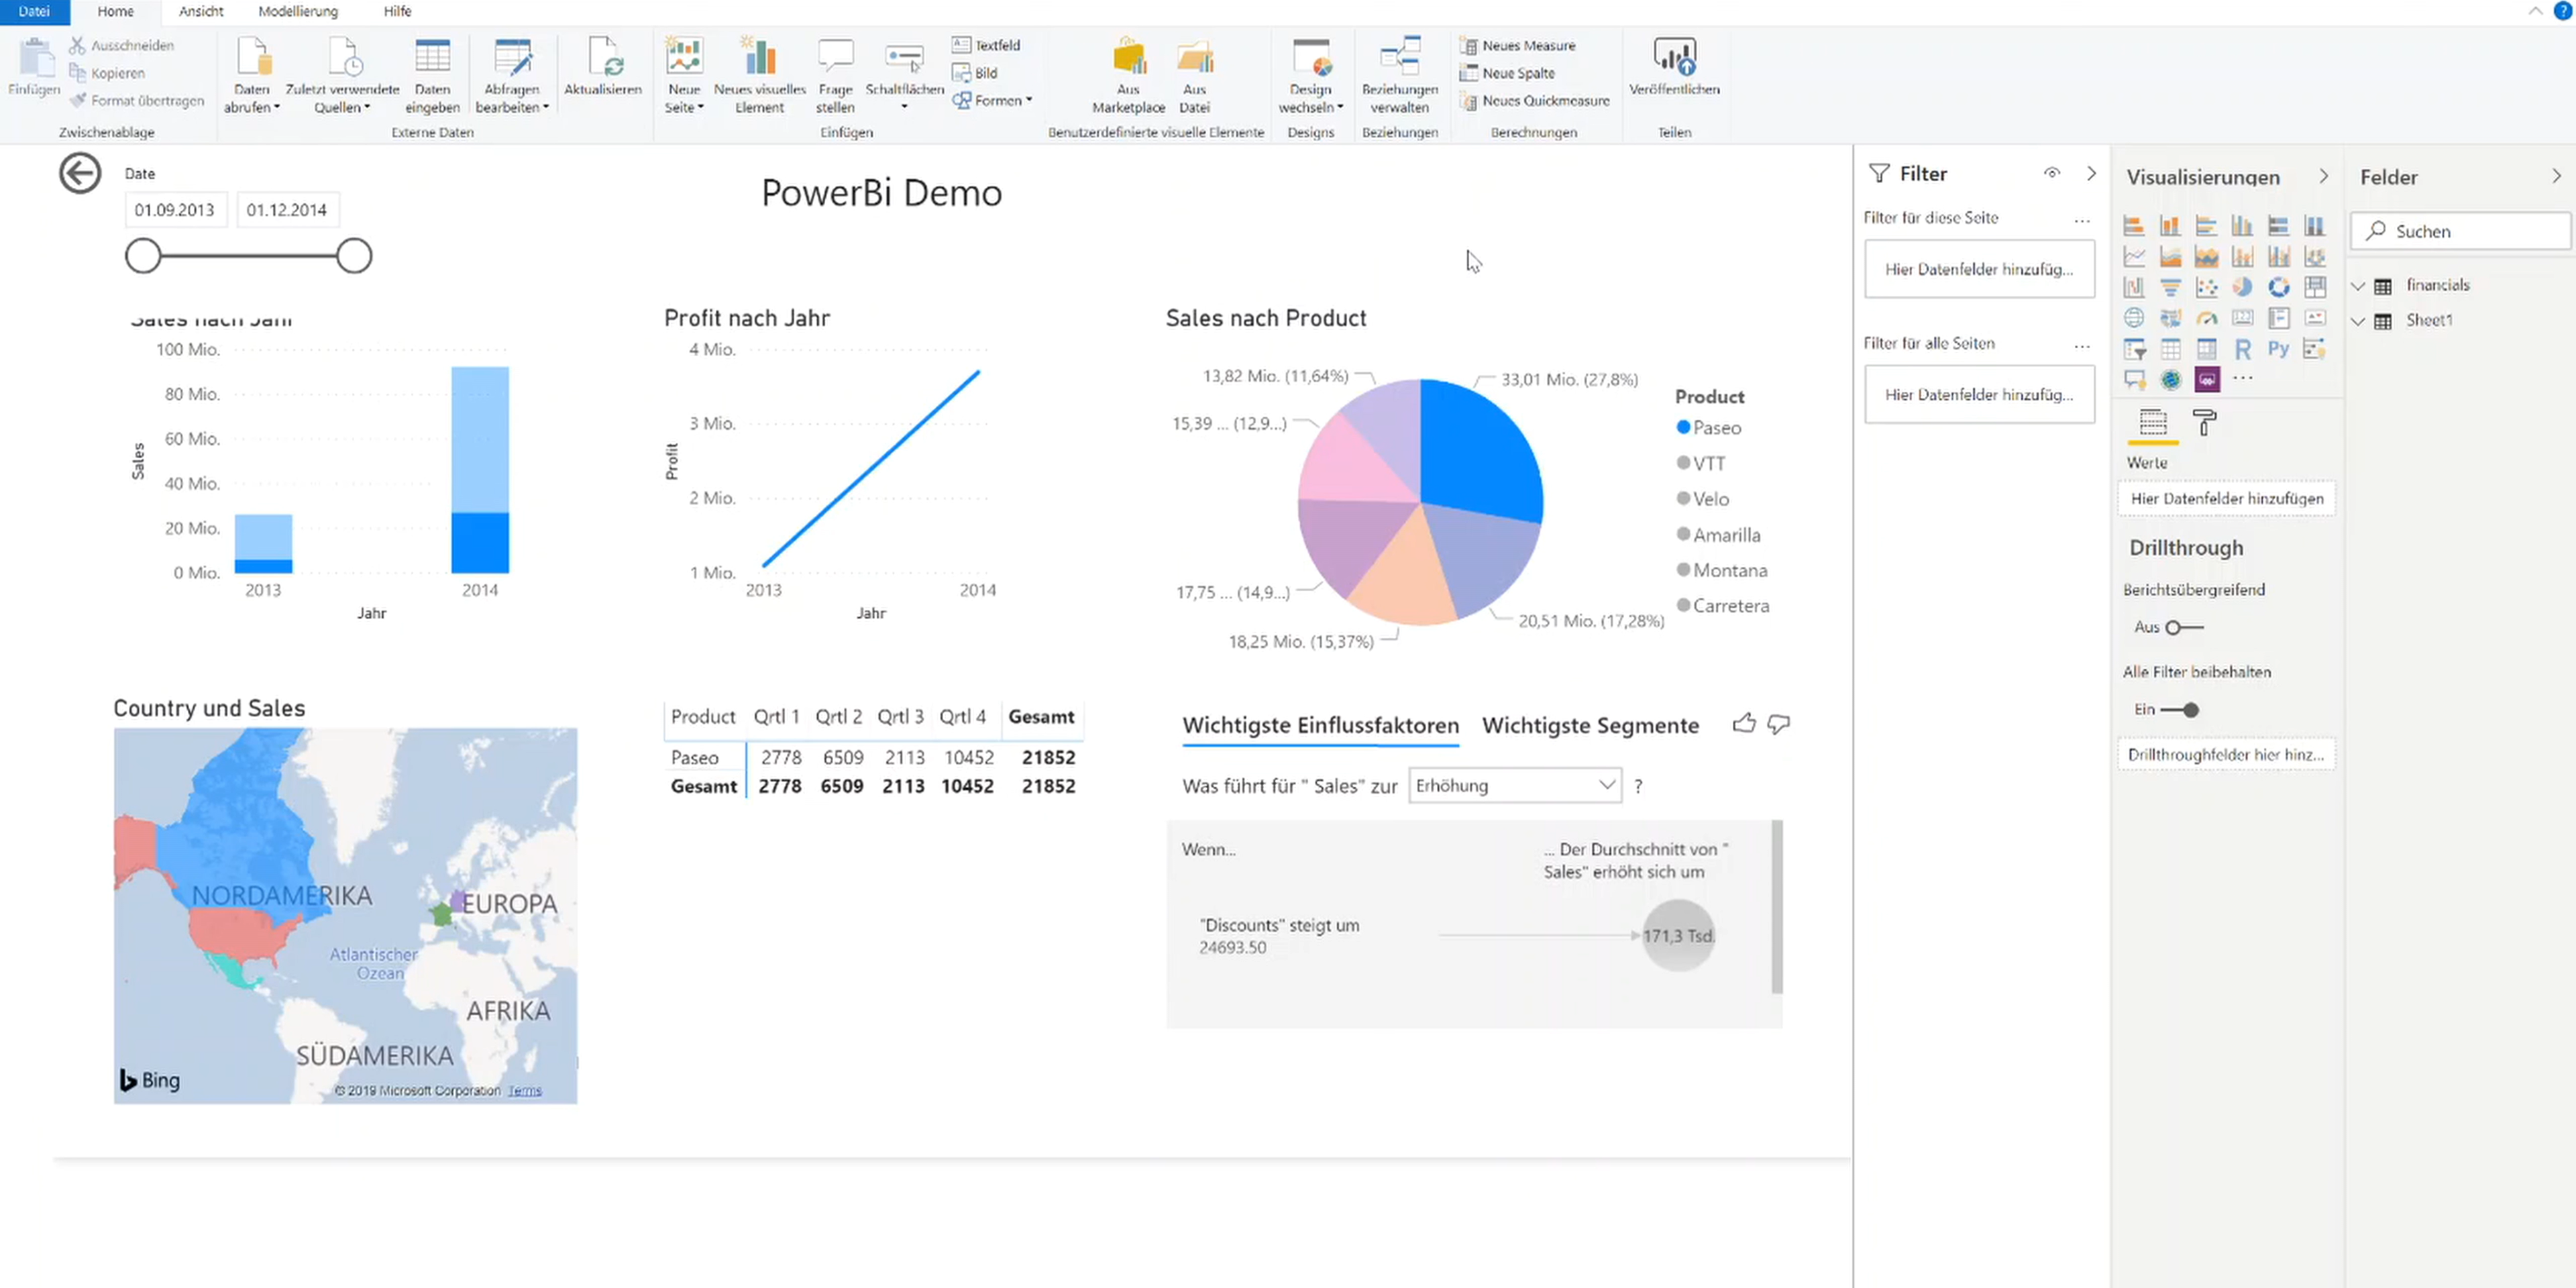 Datei Home Ansicht Modellierung Hilfe
Einfügen
Ausschneiden
Kopieren
Format übertragen
Zwischenablage
Daten abrufen
Zuletzt verwendete Quellen
Daten eingeben
Abfragen bearbeiten
Aktualisieren
Externe Daten
Neue Seite
Neues visuelles Element
Frage stellen
Schaltflächen
Textfeld
Bild
Formen
Einfügen
Aus Marketplace
Aus Datei
Benutzerdefinierte visuelle Elemente
Design wechseln
Designs
Beziehungen verwalten
Beziehungen
Neues Measure
Neue Spalte
Neues Quickmeasure
Berechnungen
Veröffentlichen
Teilen
?
Date
01.09.2013 01.12.2014
PowerBi Demo
Sales nach Jahr
100 Mio.
80 Mio.
60 Mio.
40 Mio.
20 Mio.
0 Mio.
Sales
2013 2014
Jahr
Profit nach Jahr
4 Mio.
3 Mio.
2 Mio.
1 Mio.
Profit
2013 2014
Jahr
Sales nach Product
13,82 Mio. (11,64%)
33,01 Mio. (27,8%)
15,39 ... (12,9...)
17,75 ... (14,9...)
20,51 Mio. (17,28%)
18,25 Mio. (15,37%)
Product
Paseo
VTT
Velo
Amarilla
Montana
Carretera
Country und Sales
NORDAMERIKA
EUROPA
Atlantischer
Ozean
AFRIKA
SÜDAMERIKA
Bing
© 2019 Microsoft Corporation Terms
Product Qrtl 1 Qrtl 2 Qrtl 3 Qrtl 4 Gesamt
Paseo 2778 6509 2113 10452 21852
Gesamt 2778 6509 2113 10452 21852
Wichtigste Einflussfaktoren Wichtigste Segmente
Was führt für " Sales" zur Erhöhung ?
Wenn...
... Der Durchschnitt von "
Sales" erhöht sich um
"Discounts" steigt um
24693.50
171,3 Tsd.
Filter
Filter für diese Seite ...
Hier Datenfelder hinzufüg...
Filter für alle Seiten ...
Hier Datenfelder hinzufüg...
Visualisierungen
R Py
...
Werte
Hier Datenfelder hinzufügen
Drillthrough
Berichtsübergreifend
Aus
Alle Filter beibehalten
Ein
Drillthroughfelder hier hinz...
Felder
Suchen
financials
Sheet1